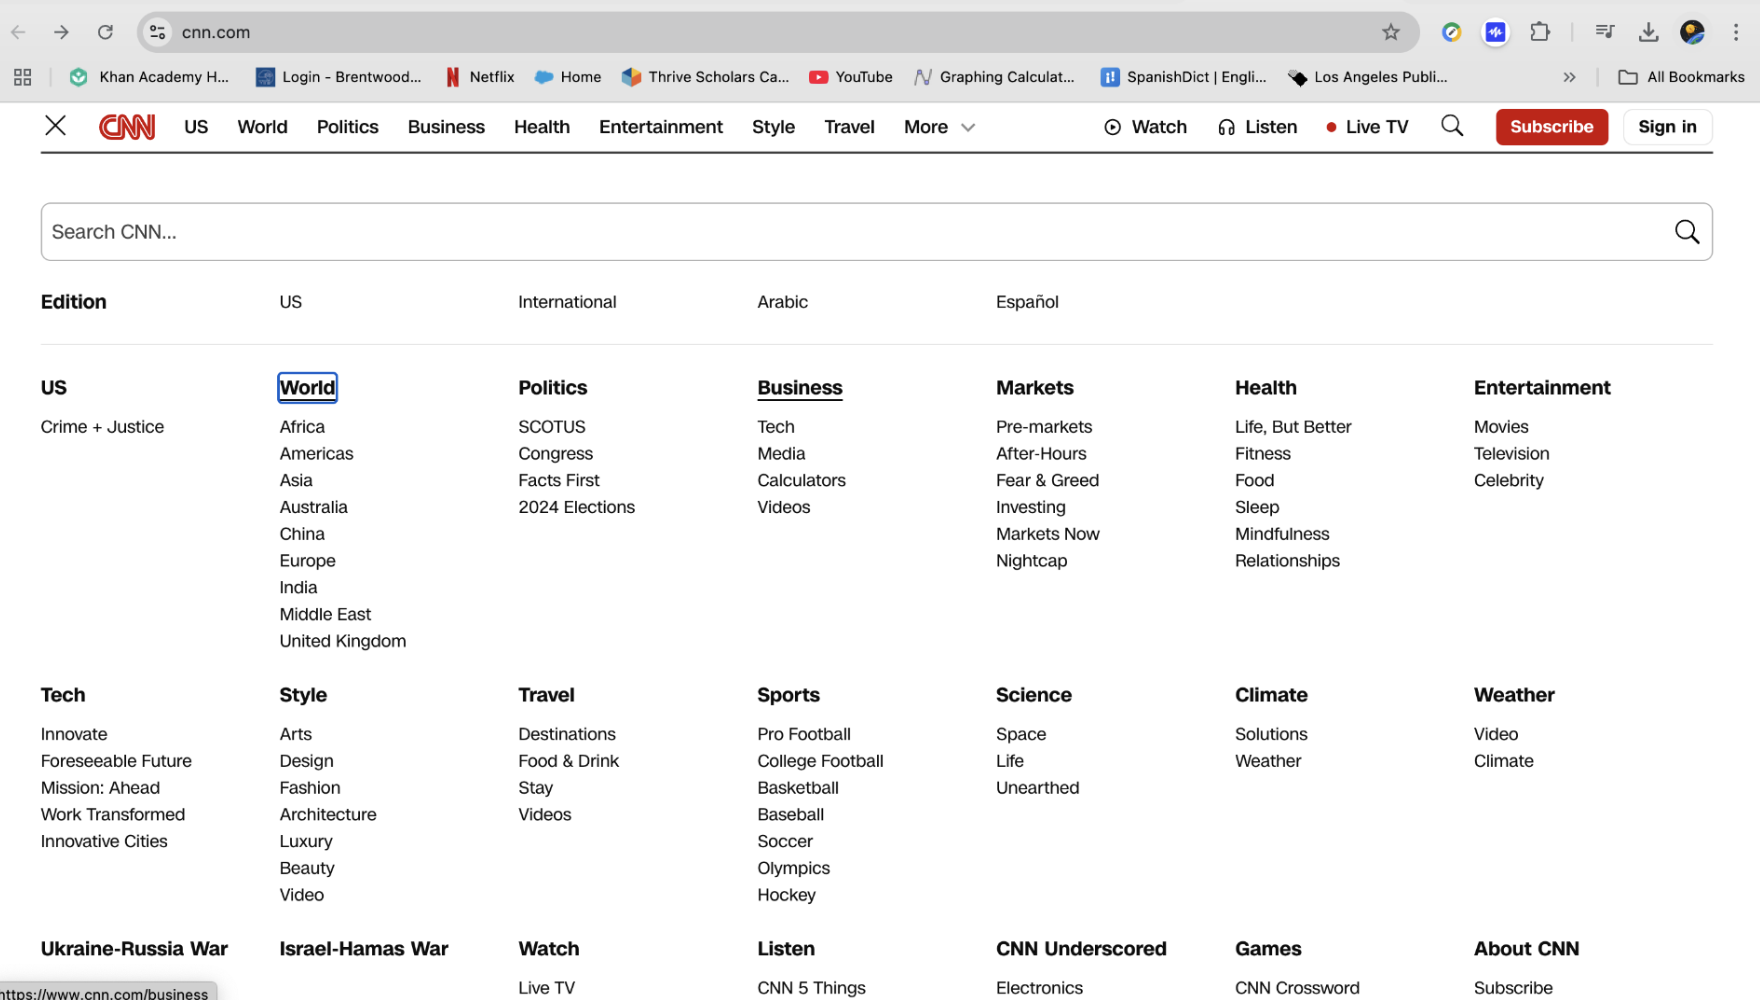 cnn.com
Khan Academy H... Login - Brentwood... Netflix Home Thrive Scholars Ca... YouTube Graphing Calculat... SpanishDict | Engli... Los Angeles Publi... » All Bookmarks
CNN US World Politics Business Health Entertainment Style Travel More Watch Listen Live TV Subscribe Sign in
Search CNN...
Edition US International Arabic Español
US World Politics Business Markets Health Entertainment
Crime + Justice Africa SCOTUS Tech Pre-markets Life, But Better Movies
Americas Congress Media After-Hours Fitness Television
Asia Facts First Calculators Fear & Greed Food Celebrity
Australia 2024 Elections Videos Investing Sleep
China Markets Now Mindfulness
Europe Nightcap Relationships
India
Middle East
United Kingdom
Tech Style Travel Sports Science Climate Weather
Innovate Arts Destinations Pro Football Space Solutions Video
Foreseeable Future Design Food & Drink College Football Life Weather Climate
Mission: Ahead Fashion Stay Basketball Unearthed
Work Transformed Architecture Videos Baseball
Innovative Cities Luxury Soccer
Beauty Olympics
Video Hockey
Ukraine-Russia War Israel-Hamas War Watch Listen CNN Underscored Games About CNN
Live TV CNN 5 Things Electronics CNN Crossword Subscribe
https://www.cnn.com/business